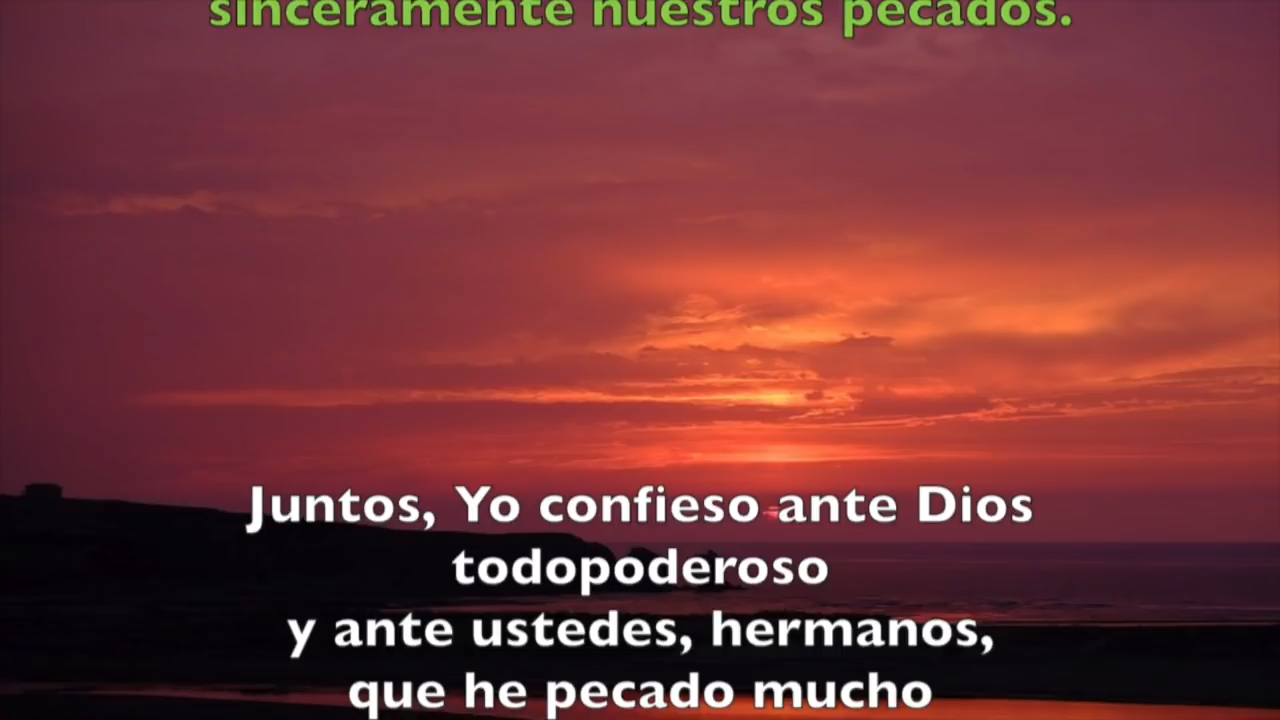 sinceramente nuestros pecados.
Juntos, Yo confieso ante Dios
todopoderoso
y ante ustedes, hermanos,
que he pecado mucho